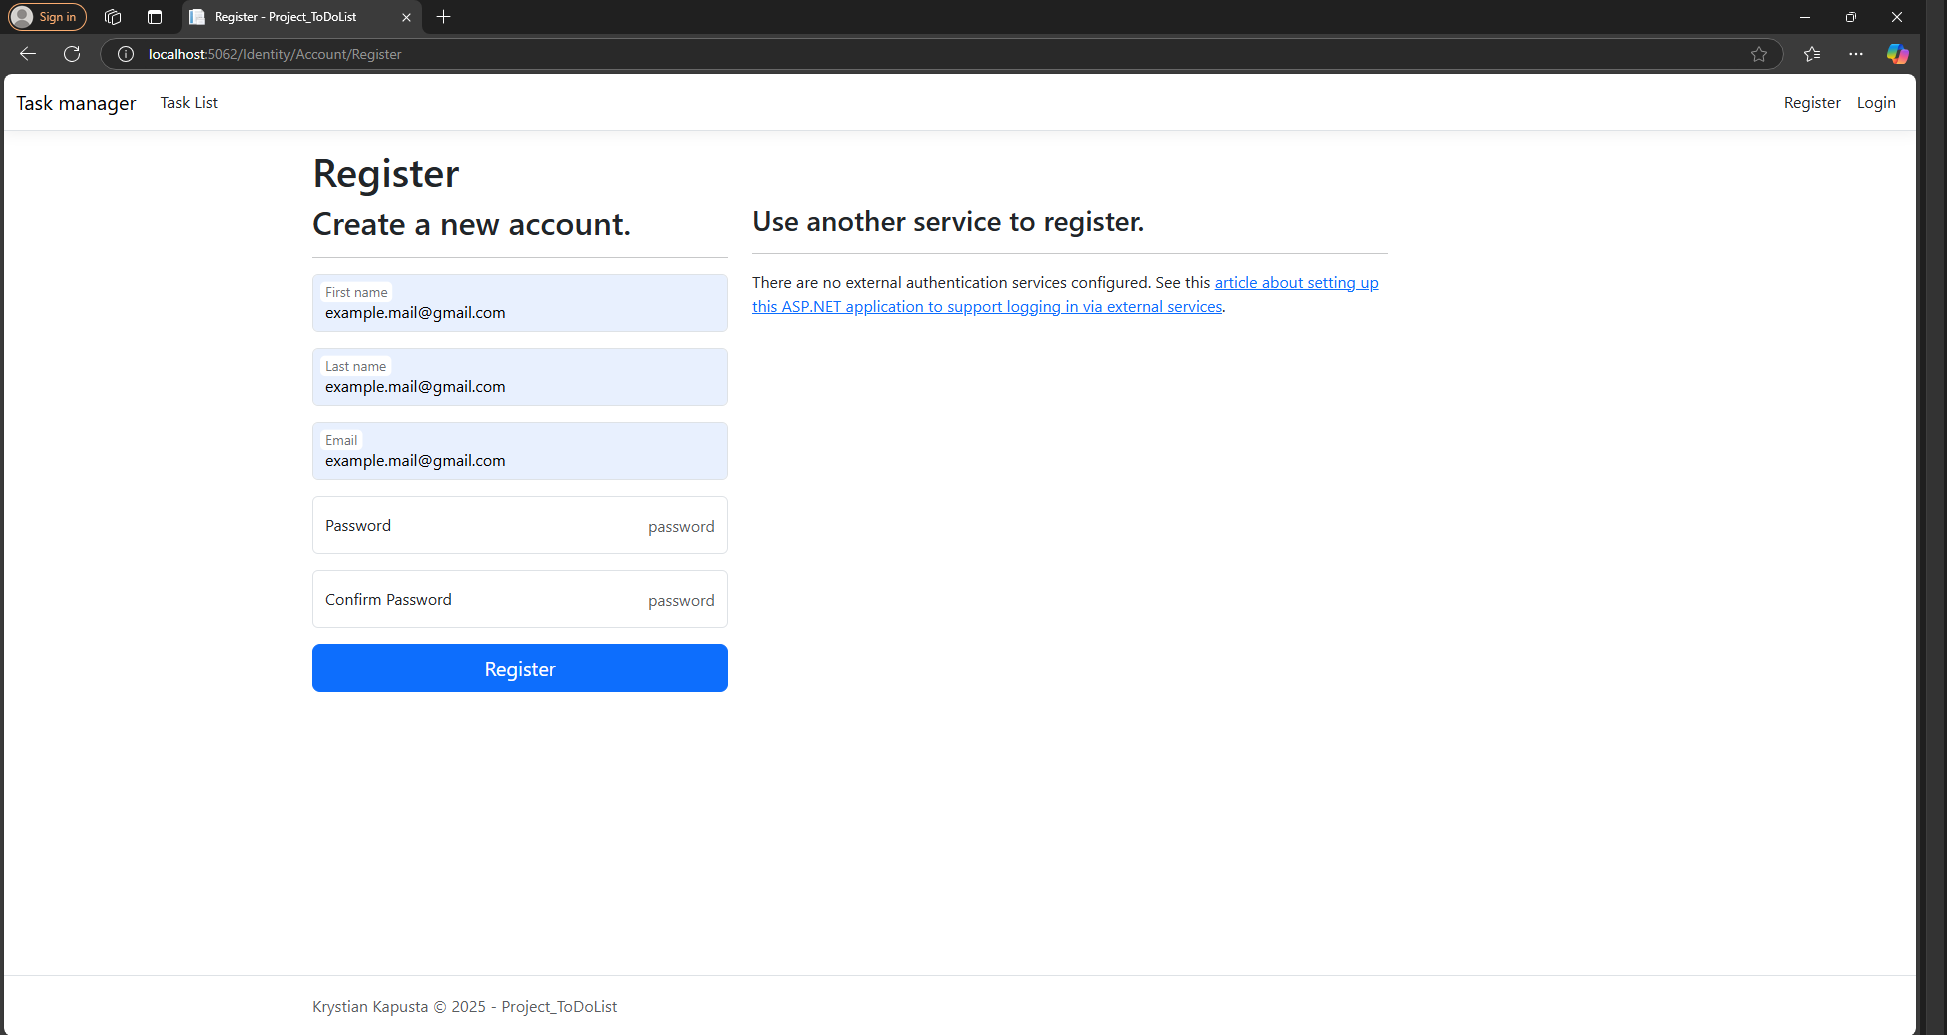 Sign in
Register - Project_ToDoList
localhost:5062/Identity/Account/Register
Task manager
Task List
Register
Login
Register
Create a new account.
First name
example.mail@gmail.com
Last name
example.mail@gmail.com
Email
example.mail@gmail.com
Password
password
Confirm Password
password
Register
Use another service to register.
There are no external authentication services configured. See this article about setting up
this ASP.NET application to support logging in via external services.
Krystian Kapusta © 2025 - Project_ToDoList